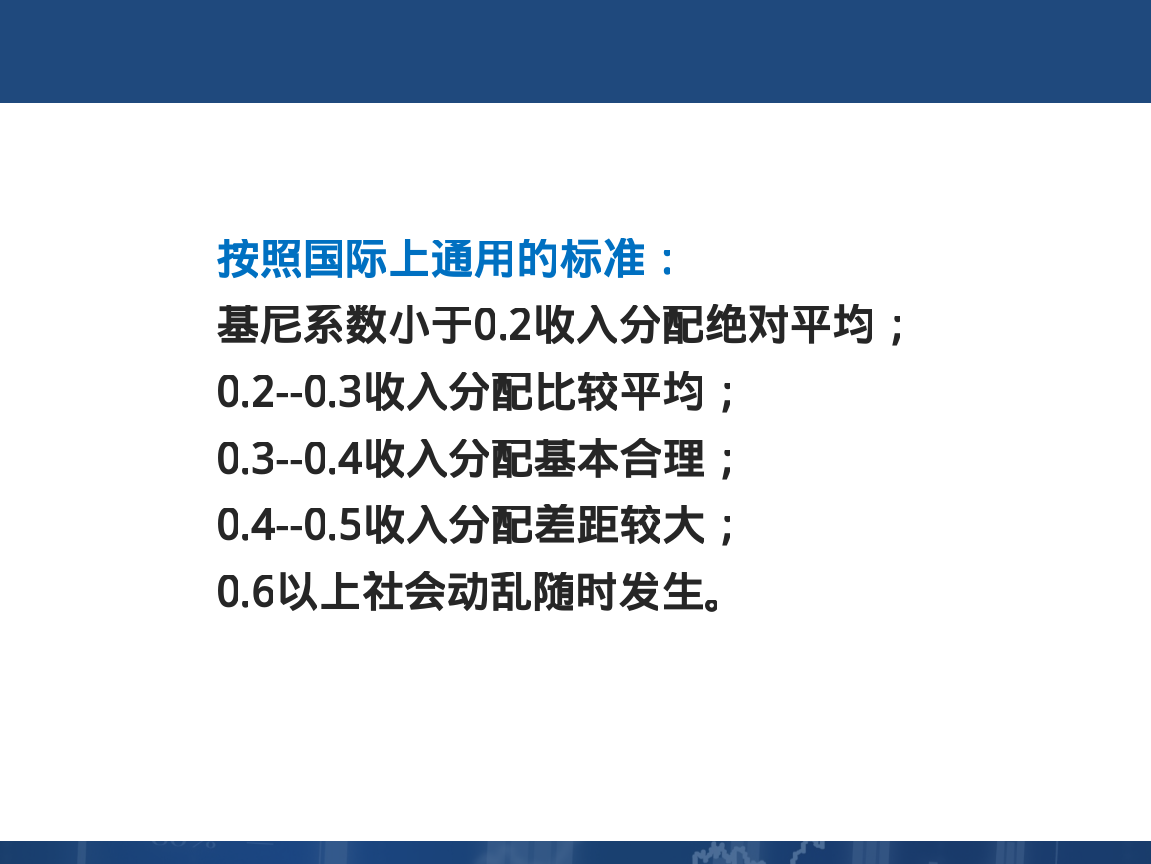 按照国际上通用的标准：
基尼系数小于0.2收入分配绝对平均；
0.2--0.3收入分配比较平均；
0.3--0.4收入分配基本合理；
0.4--0.5收入分配差距较大；
0.6以上社会动乱随时发生。